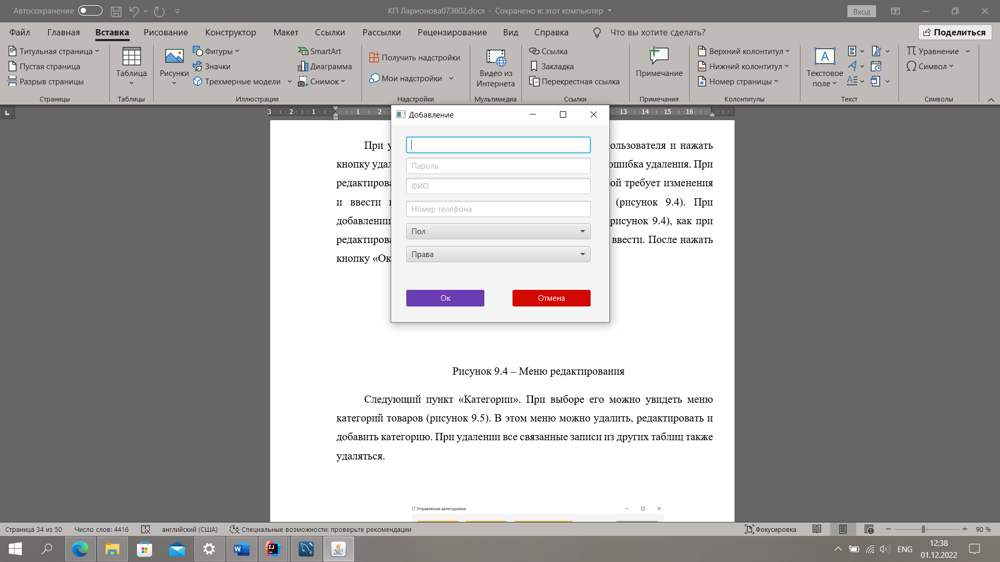 Автосохранение
КП Ларионова073602.docx - Сохранено в: этот компьютер
Вход
Файл Главная Вставка Рисование Конструктор Макет Ссылки Рассылки Рецензирование Вид Справка Что вы хотите сделать? Поделиться
Титульная страница
Пустая страница
Разрыв страницы
Страницы
Таблица
Таблицы
Рисунки
Фигуры
Значки
Трехмерные модели
SmartArt
Диаграмма
Снимок
Иллюстрации
Получить надстройки
Мои надстройки
Надстройки
Видео из
Интернета
Мультимедиа
Ссылка
Закладка
Перекрестная ссылка
Ссылки
Примечание
Примечания
Верхний колонтитул
Нижний колонтитул
Номер страницы
Колонтитулы
Текстовое
поле
Текст
Уравнение
Символ
Символы
3 2 1 1 2 13 14 15 16
Добавление
Пароль
ФИО
Номер телефона
Пол
Права
Ок
Отмена
При у ользователя и нажать
кнопку удал ошибка удаления. При
редактирова ой требует изменения
и ввести (рисунок 9.4). При
добавлении рисунок 9.4), как при
редактирова ввести. После нажать
кнопку «Ок
Рисунок 9.4 – Меню редактирования
Следующий пункт «Категории». При выборе его можно увидеть меню
категорий товаров (рисунок 9.5). В этом меню можно удалить, редактировать и
добавить категорию. При удалении все связанные записи из других таблиц также
удаляться.
Управление категориями
Страница 34 из 50 Число слов: 4416 английский (США) Специальные возможности: проверьте рекомендации Фокусировка 90 %
ENG
12:38
01.12.2022